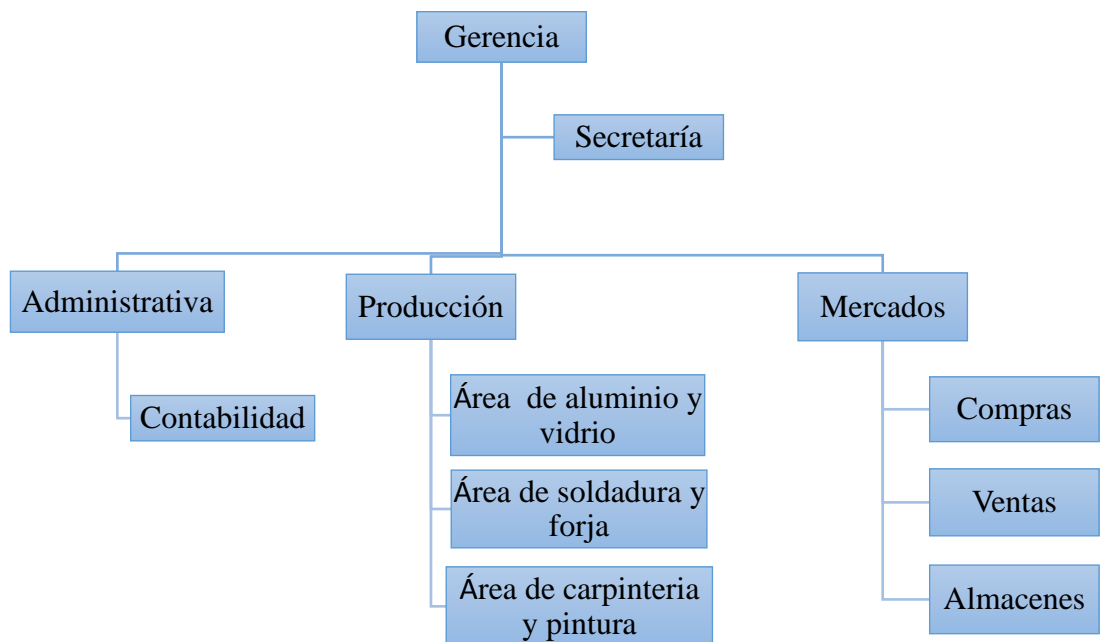 Gerencia
Secretaría
Administrativa
Producción
Mercados
Contabilidad
Área de aluminio y
vidrio
Área de soldadura y
forja
Área de carpinteria
y pintura
Compras
Ventas
Almacenes